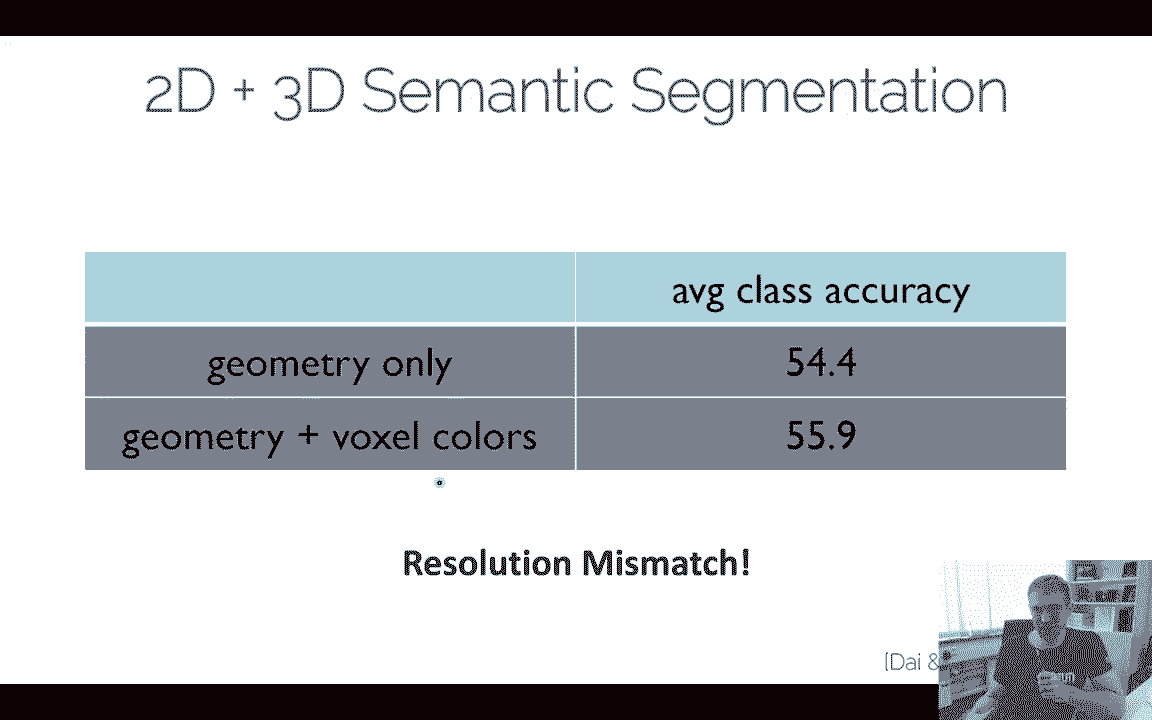 2D + 3D Semantic Segmentation
avg class accuracy
geometry only 54.4
geometry + voxel colors 55.9
Resolution Mismatch!
[Dai &